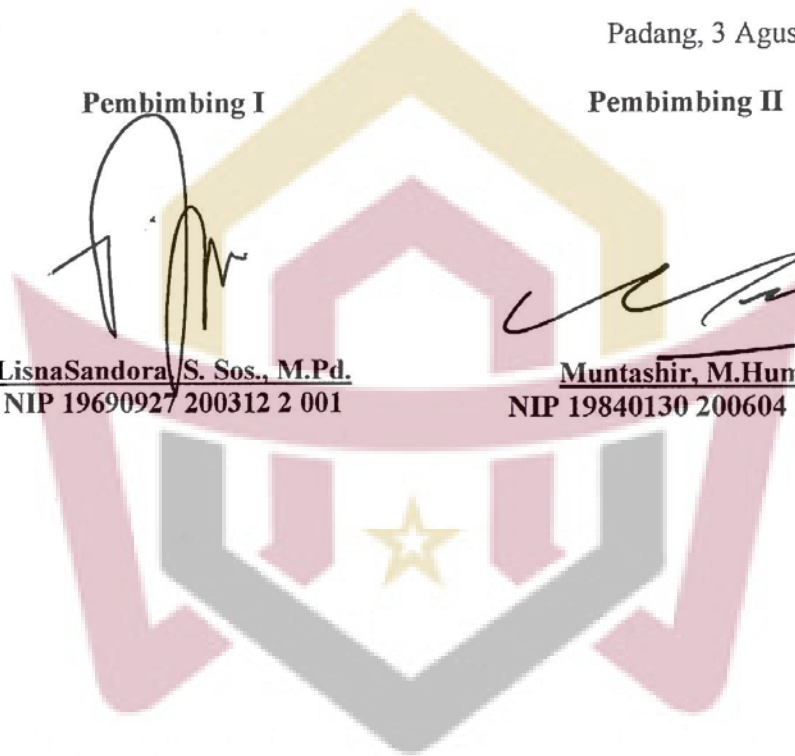 Padang, 3 Agus
Pembimbing I
Pembimbing II
LisnaSandora, S. Sos., M.Pd.
NIP 19690927 200312 2 001
Muntashir, M.Hum
NIP 19840130 200604